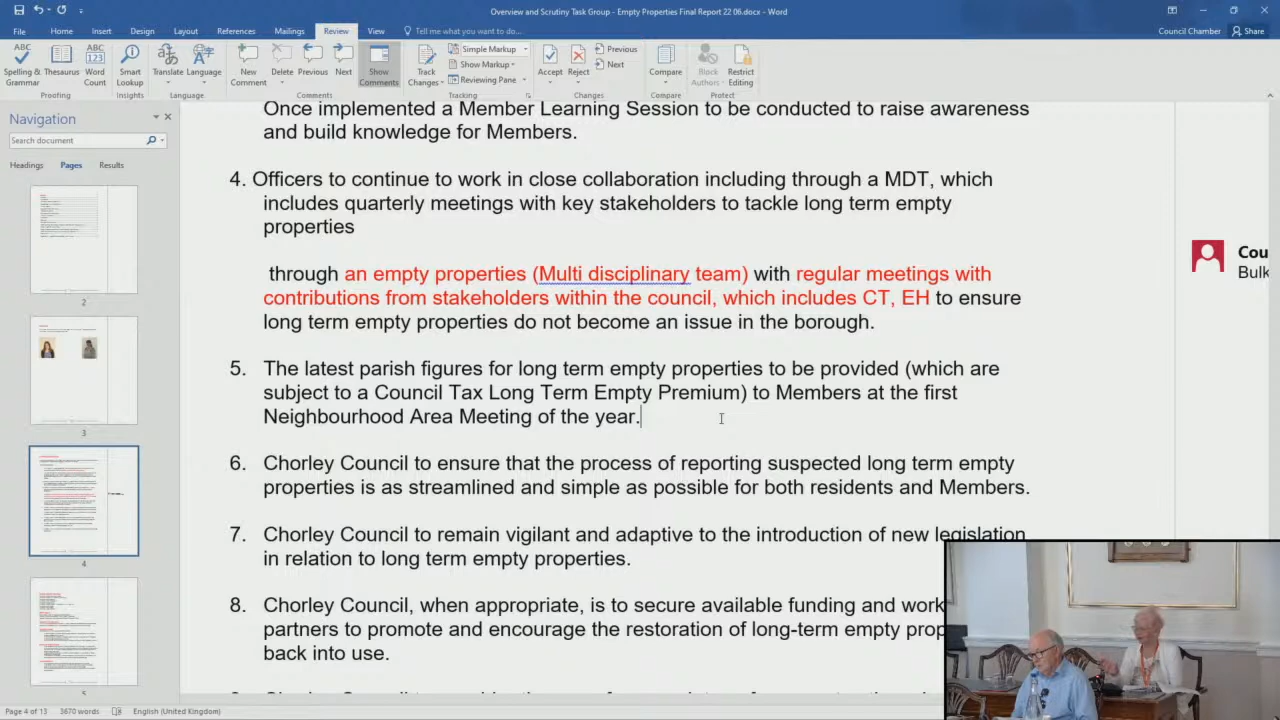 Overview and Scrutiny Task Group - Empty Properties Final Report 22 06.docx - Word
File Home Insert Design Layout References Mailings Review View Tell me what you want to do... Council Chamber Share
Spelling & Grammar
Thesaurus
Word Count
Smart Lookup
Translate
Language
New Comment
Delete
Previous
Next
Show Comments
Track Changes
Simple Markup
Show Markup
Reviewing Pane
Accept
Reject
Previous
Next
Compare
Block Authors
Restrict Editing
Proofing Insights Language Comments Tracking Changes Compare Protect
Navigation
Search document
Headings Pages Results
2
3
4
5
Once implemented a Member Learning Session to be conducted to raise awareness
and build knowledge for Members.
4. Officers to continue to work in close collaboration including through a MDT, which
includes quarterly meetings with key stakeholders to tackle long term empty
properties
through an empty properties (Multi disciplinary team) with regular meetings with
contributions from stakeholders within the council, which includes CT, EH to ensure
long term empty properties do not become an issue in the borough.
5. The latest parish figures for long term empty properties to be provided (which are
subject to a Council Tax Long Term Empty Premium) to Members at the first
Neighbourhood Area Meeting of the year.
6. Chorley Council to ensure that the process of reporting suspected long term empty
properties is as streamlined and simple as possible for both residents and Members.
7. Chorley Council to remain vigilant and adaptive to the introduction of new legislation
in relation to long term empty properties.
8. Chorley Council, when appropriate, is to secure available funding and work
partners to promote and encourage the restoration of long-term empty prop
back into use.
Cou
Bulk
Page 4 of 13 3670 words English (United Kingdom)